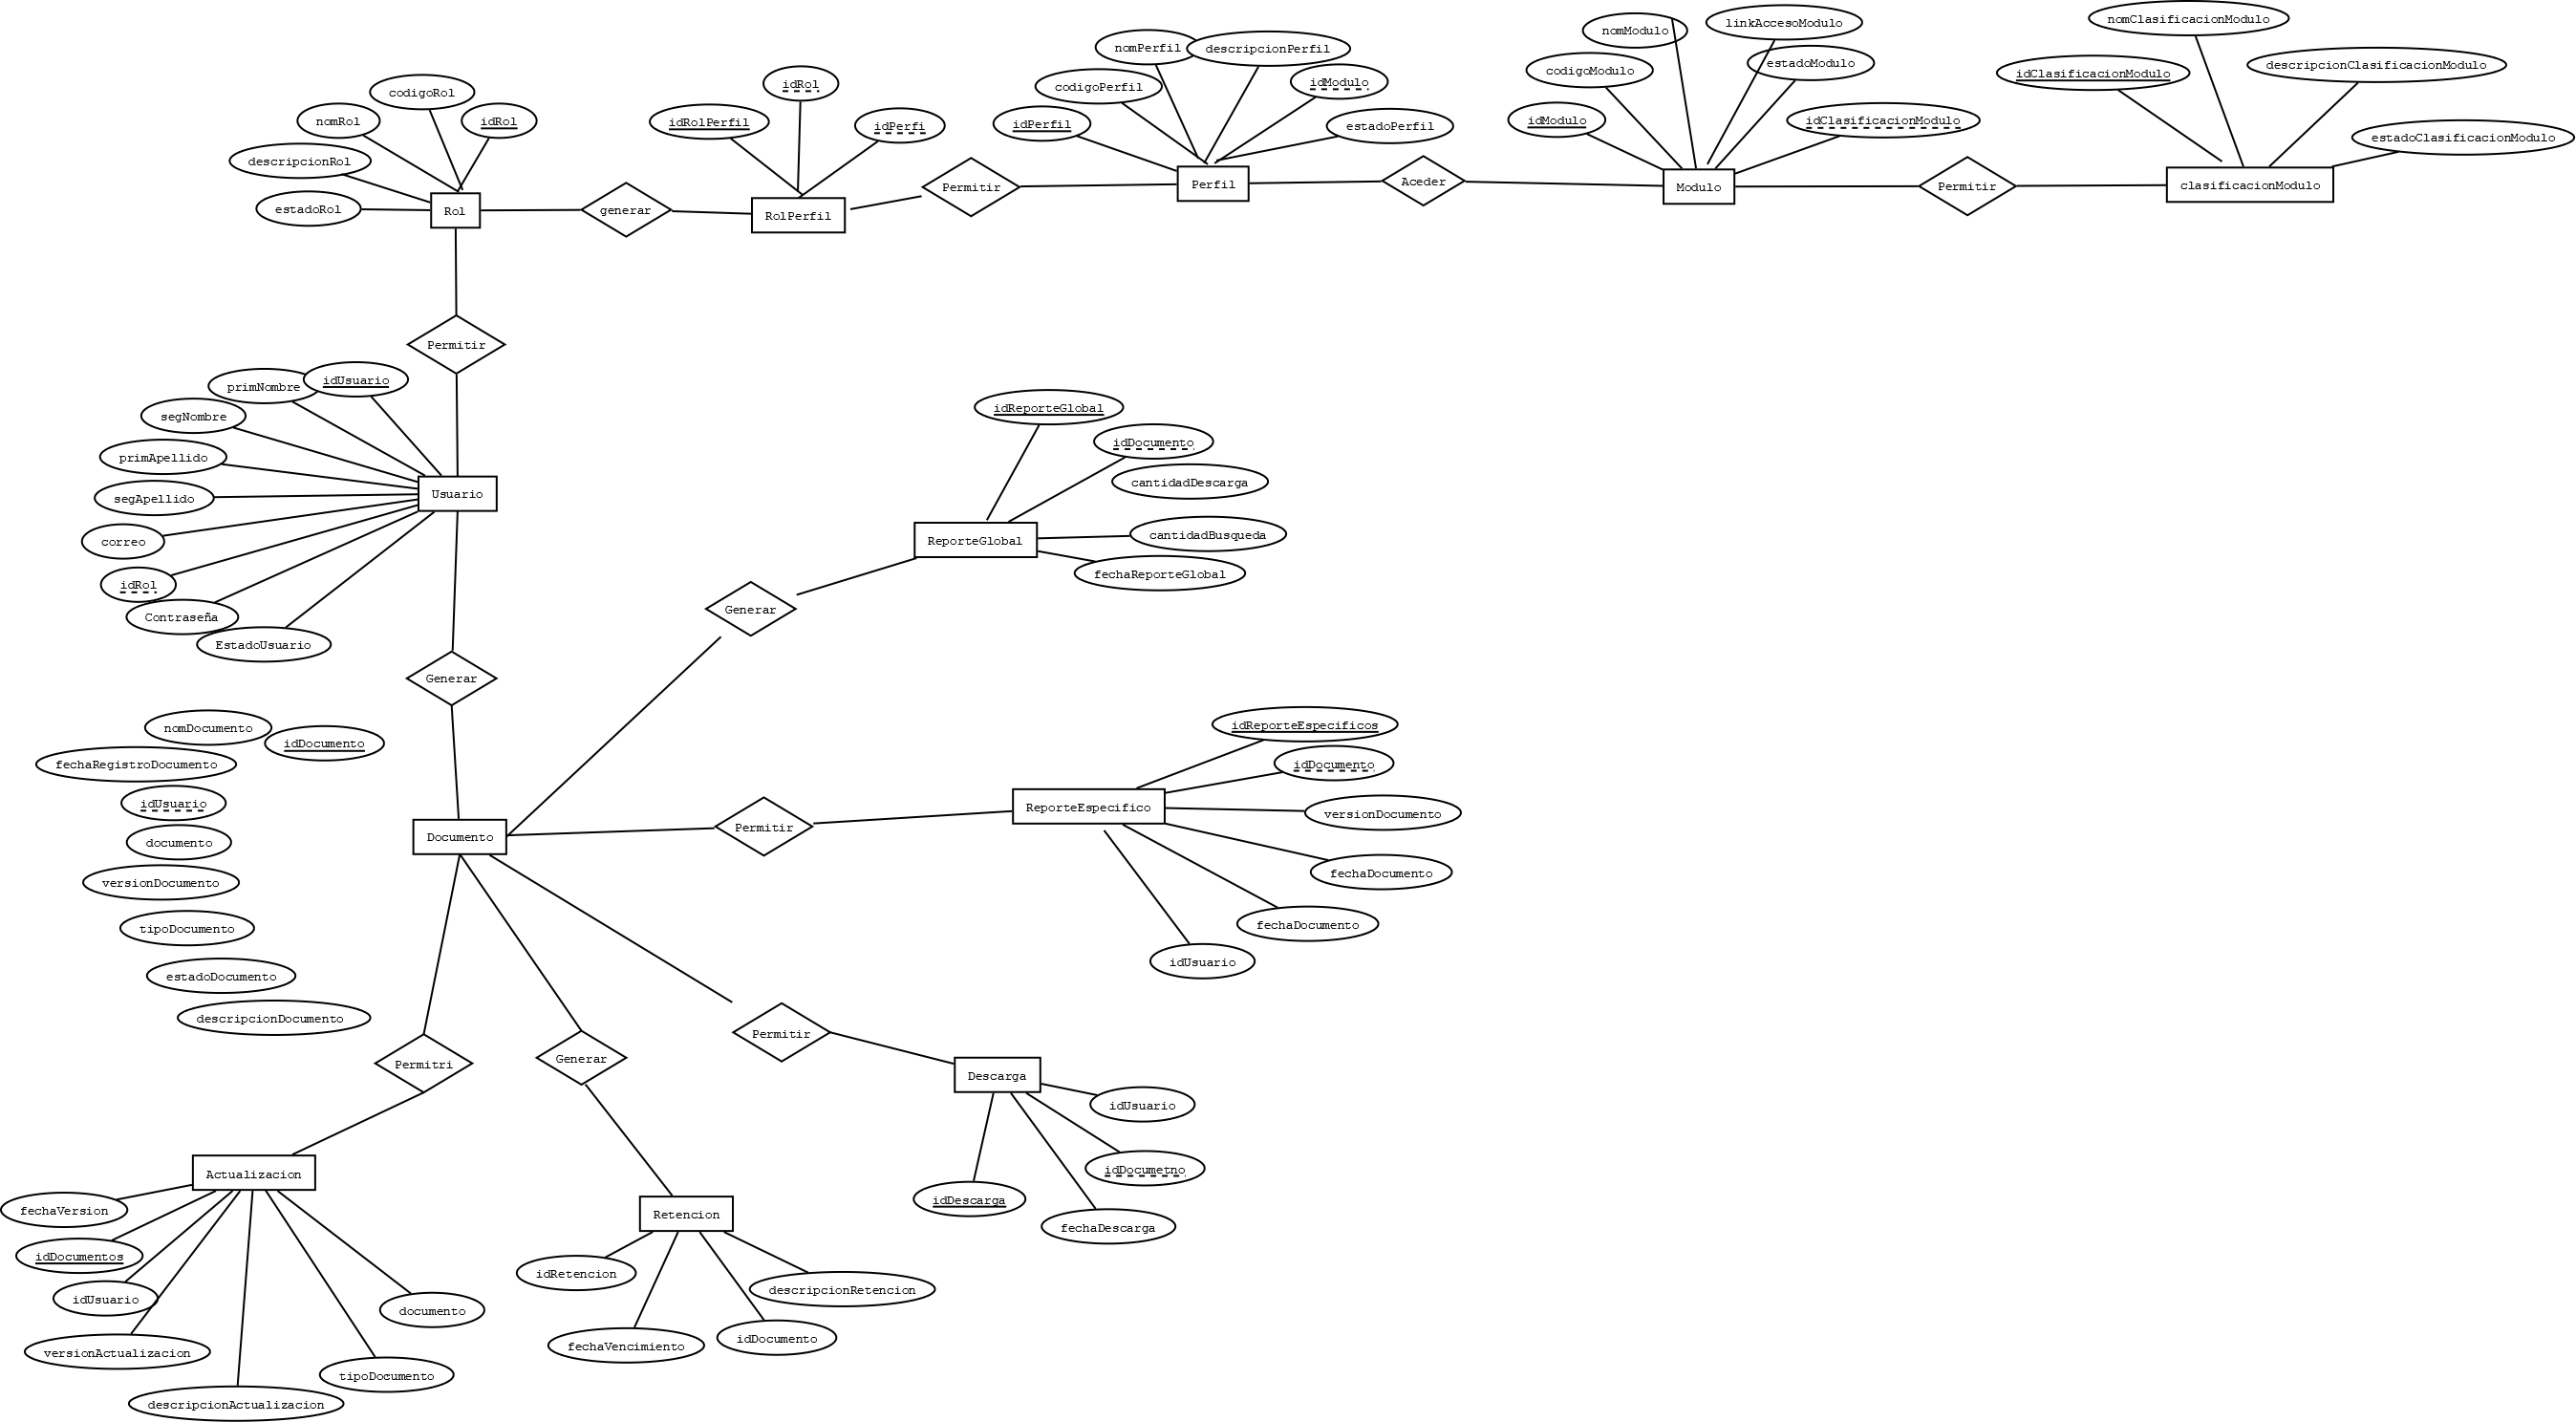 nomClasificacionModulo
linkAccesoModulo
nomModulo
nomPerfil
descripcionPerfil
estadoModulo
descripcionClasificacionModulo
codigoModulo
idClasificacionModulo
idRol
idModulo
codigoPerfil
codigoRol
nomRol
idRol
idRolPerfil
idPerfi
idPerfil
estadoPerfil
idModulo
idClasificacionModulo
estadoClasificacionModulo
descripcionRol
estadoRol
Rol
generar
RolPerfil
Permitir
Perfil
Aceder
Modulo
Permitir
clasificacionModulo
Permitir
primNombre
idUsuario
segNombre
primApellido
segApellido
Usuario
correo
idRol
Contraseña
EstadoUsuario
idReporteGlobal
idDocumento
cantidadDescarga
cantidadBusqueda
ReporteGlobal
fechaReporteGlobal
Generar
Generar
nomDocumento
idDocumento
fechaRegistroDocumento
idUsuario
documento
versionDocumento
tipoDocumento
estadoDocumento
descripcionDocumento
Documento
Permitir
ReporteEspecifico
idReporteEspecificos
idDocumento
versionDocumento
fechaDocumento
fechaDocumento
idUsuario
Permitri
Generar
Permitir
Descarga
idUsuario
idDocumetno
idDescarga
fechaDescarga
Actualizacion
fechaVersion
idDocumentos
idUsuario
versionActualizacion
descripcionActualizacion
tipoDocumento
documento
Retencion
idRetencion
descripcionRetencion
fechaVencimiento
idDocumento